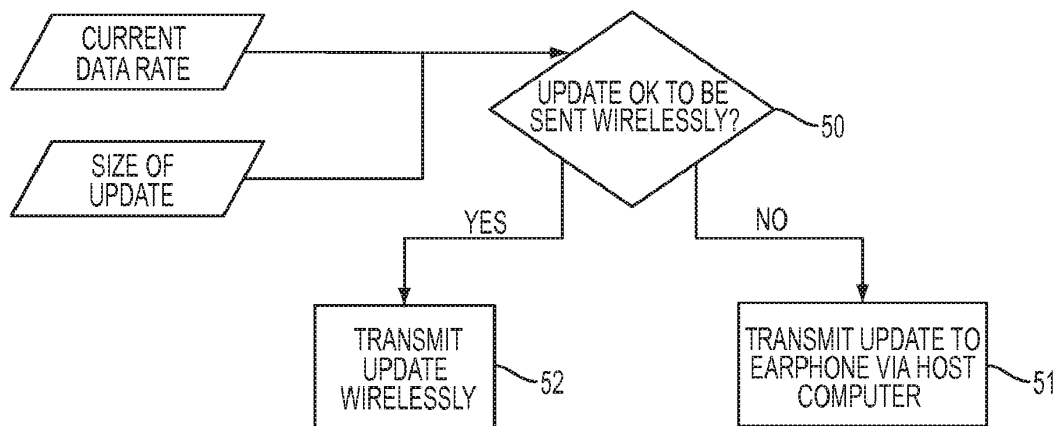 CURRENT
DATA RATE
SIZE OF
UPDATE
UPDATE OK TO BE
SENT WIRELESSLY?
50
YES
NO
TRANSMIT
UPDATE
WIRELESSLY
52
TRANSMIT UPDATE TO
EARPHONE VIA HOST
COMPUTER
51